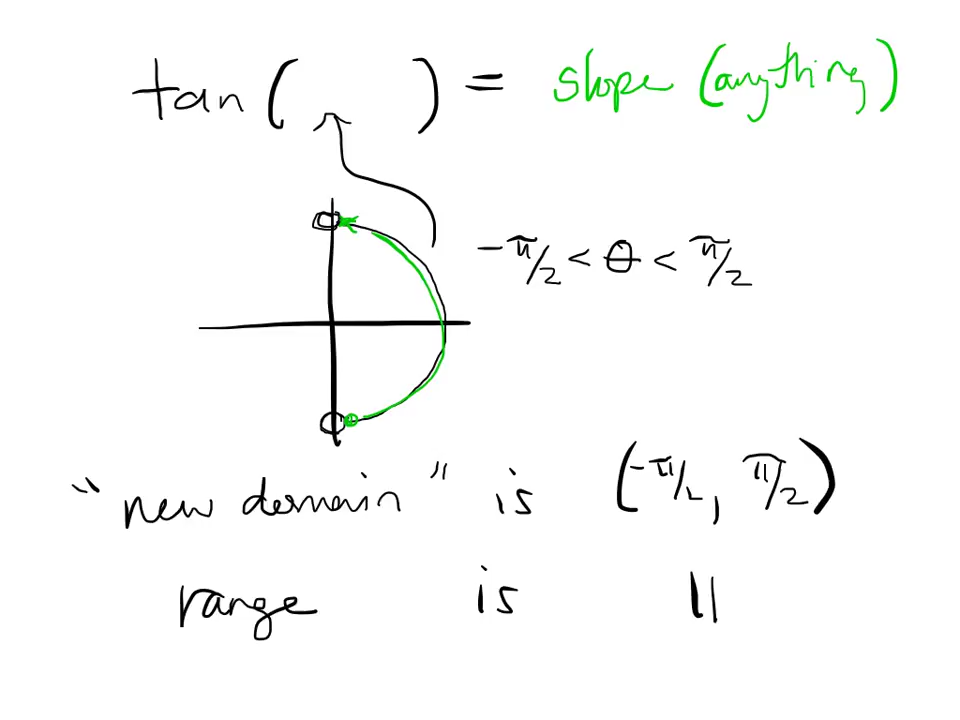 tan( ) = slope (anything)
-π/2 < θ < π/2
"new domain" is (-π/2, π/2)
range is